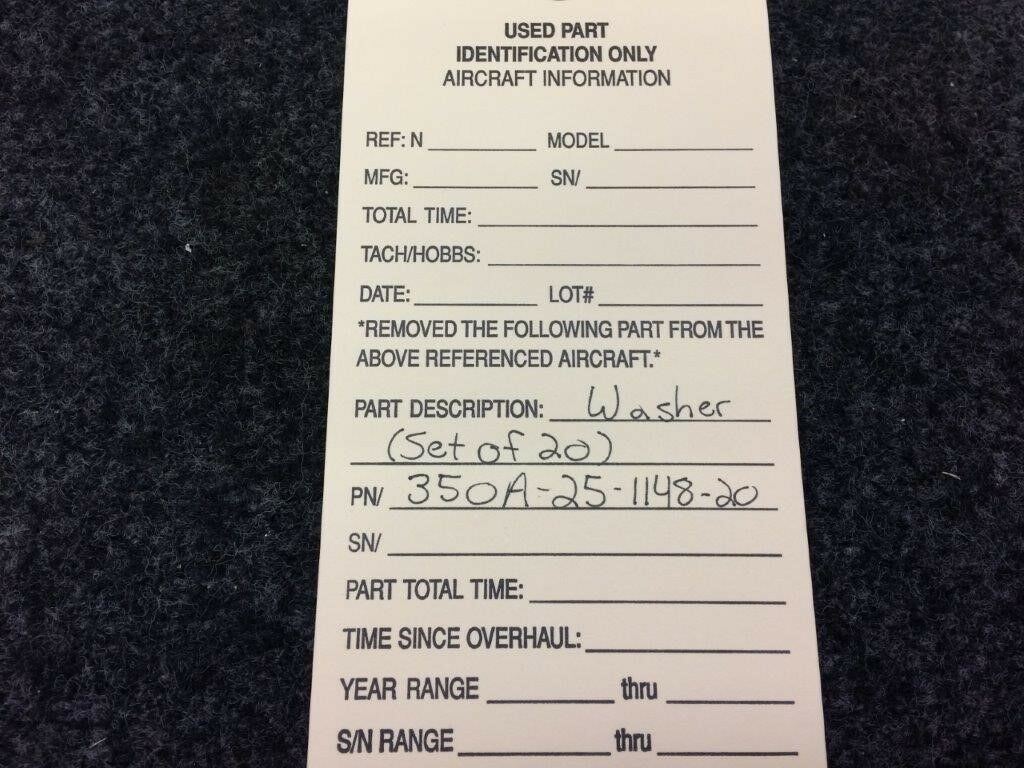 USED PART
IDENTIFICATION ONLY
AIRCRAFT INFORMATION
REF: N MODEL
MFG: SN/
TOTAL TIME:
TACH/HOBBS:
DATE: LOT#
*REMOVED THE FOLLOWING PART FROM THE
ABOVE REFERENCED AIRCRAFT.*
PART DESCRIPTION: Washer
(Set of 20)
PN/ 350A-25-1148-20
SN/
PART TOTAL TIME:
TIME SINCE OVERHAUL:
YEAR RANGE thru
S/N RANGE thru